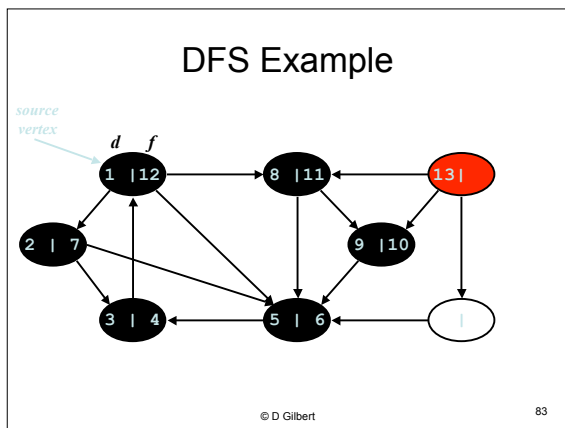 DFS Example
source
vertex
d f
1 |12
8 |11
13|
2 | 7
9 |10
3 | 4
5 | 6
|
© D Gilbert
83